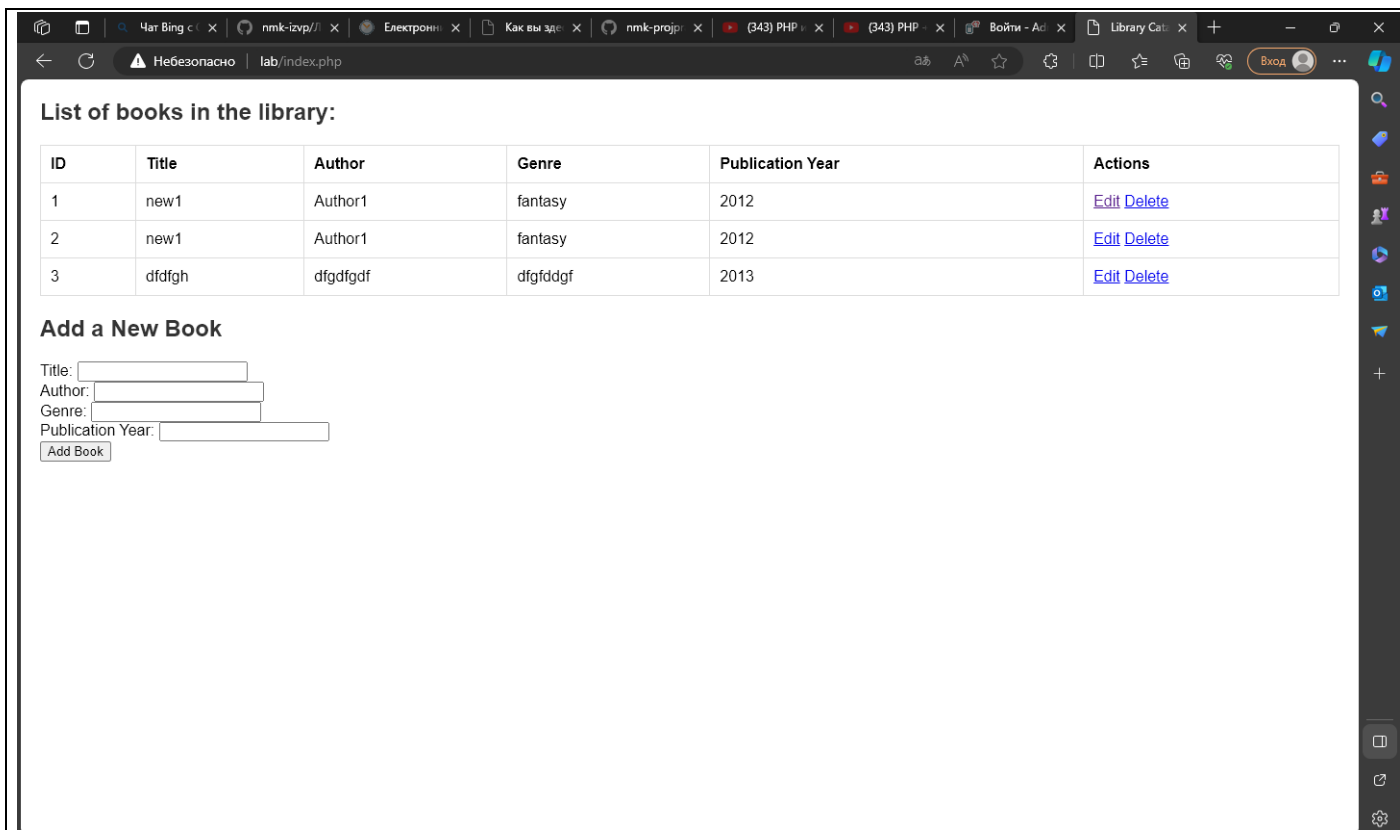 Чат Bing с
nmk-izvp//
Електронн
Как вы зде
nmk-projpr
(343) PHP и
(343) PHP -
Войти - Ad
Library Cata
Небезопасно
lab/index.php
Вход
List of books in the library:
ID Title Author Genre Publication Year Actions
1 new1 Author1 fantasy 2012 Edit Delete
2 new1 Author1 fantasy 2012 Edit Delete
3 dfdfgh dfgdfgdf dfgfddgf 2013 Edit Delete
Add a New Book
Title:
Author:
Genre:
Publication Year:
Add Book